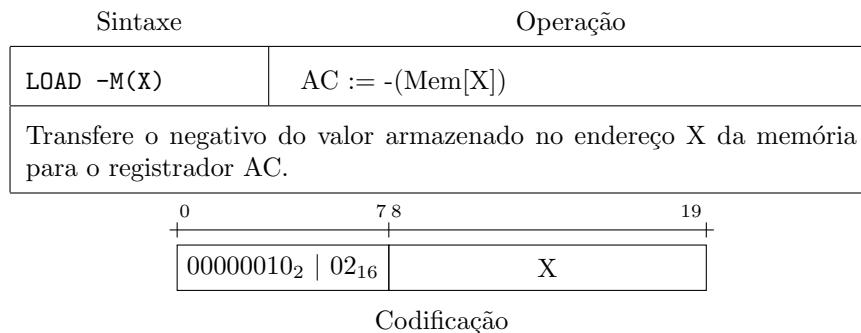 Sintaxe Operação
LOAD -M(X) AC := -(Mem[X])
Transfere o negativo do valor armazenado no endereço X da memória
para o registrador AC.
0 7 8 19
00000010₂ | 02₁₆ X
Codificação